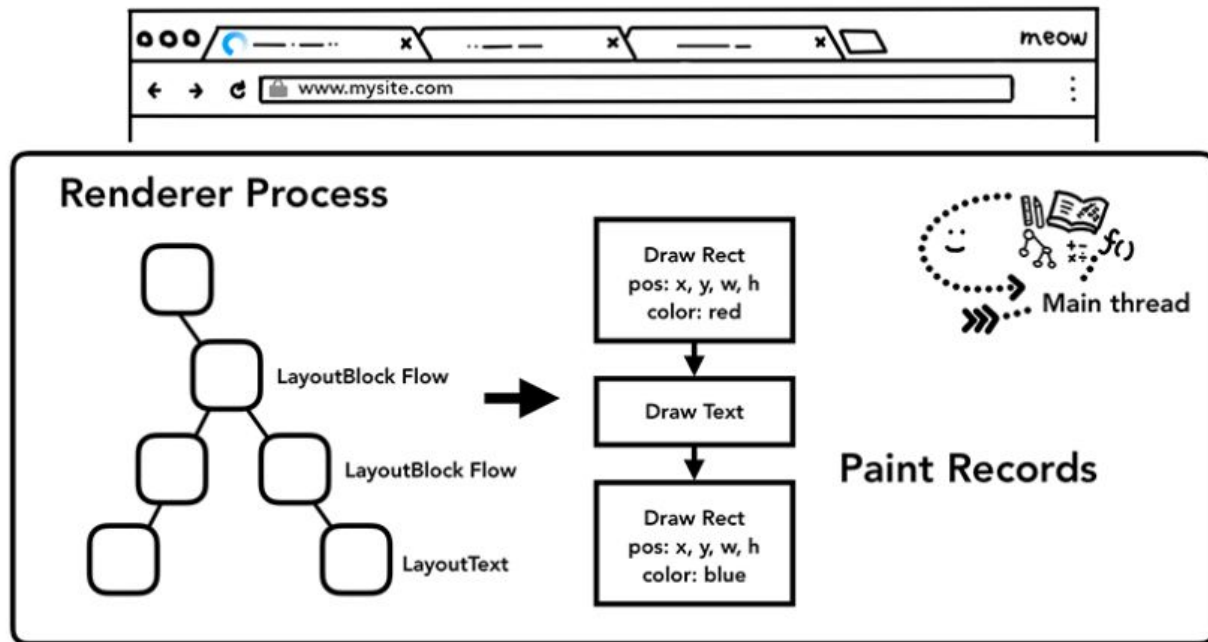 meow
www.mysite.com
Renderer Process
LayoutBlock Flow
LayoutBlock Flow
LayoutText
Draw Rect
pos: x, y, w, h
color: red
Draw Text
Draw Rect
pos: x, y, w, h
color: blue
Paint Records
f()
Main thread